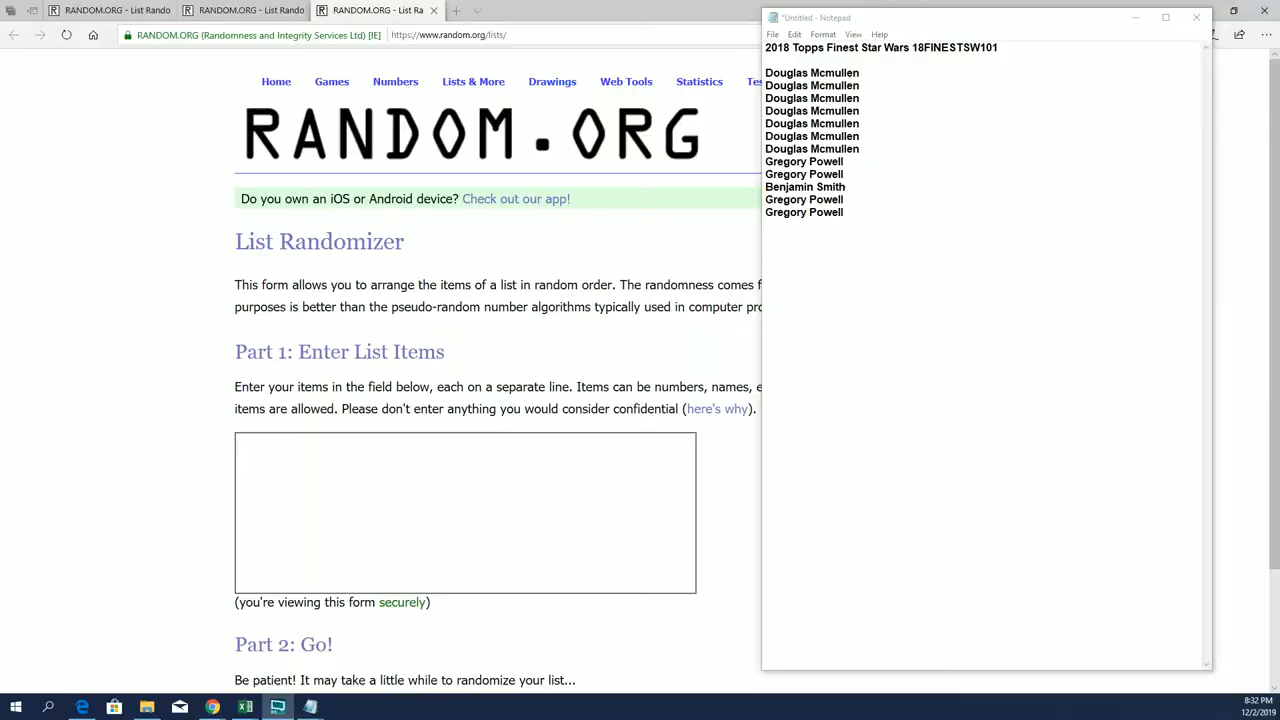 RANDOM.ORG - List Rando
RANDOM.ORG - List Rando
RANDOM.ORG - List Ra
RANDOM.ORG (Randomness and Integrity Services Ltd) [IE]
https://www.random.org/lists/
Home Games Numbers Lists & More Drawings Web Tools Statistics Tes
RANDOM.ORG
Do you own an iOS or Android device? Check out our app!
List Randomizer
This form allows you to arrange the items of a list in random order. The randomness comes f
purposes is better than the pseudo-random number algorithms typically used in computer pro
Part 1: Enter List Items
Enter your items in the field below, each on a separate line. Items can be numbers, names, e
items are allowed. Please don't enter anything you would consider confidential (here's why).
(you're viewing this form securely)
Part 2: Go!
Be patient! It may take a little while to randomize your list...
*Untitled - Notepad
File Edit Format View Help
2018 Topps Finest Star Wars 18FINESTSW101
Douglas Mcmullen
Douglas Mcmullen
Douglas Mcmullen
Douglas Mcmullen
Douglas Mcmullen
Douglas Mcmullen
Douglas Mcmullen
Gregory Powell
Gregory Powell
Benjamin Smith
Gregory Powell
Gregory Powell
8:32 PM
12/2/2019